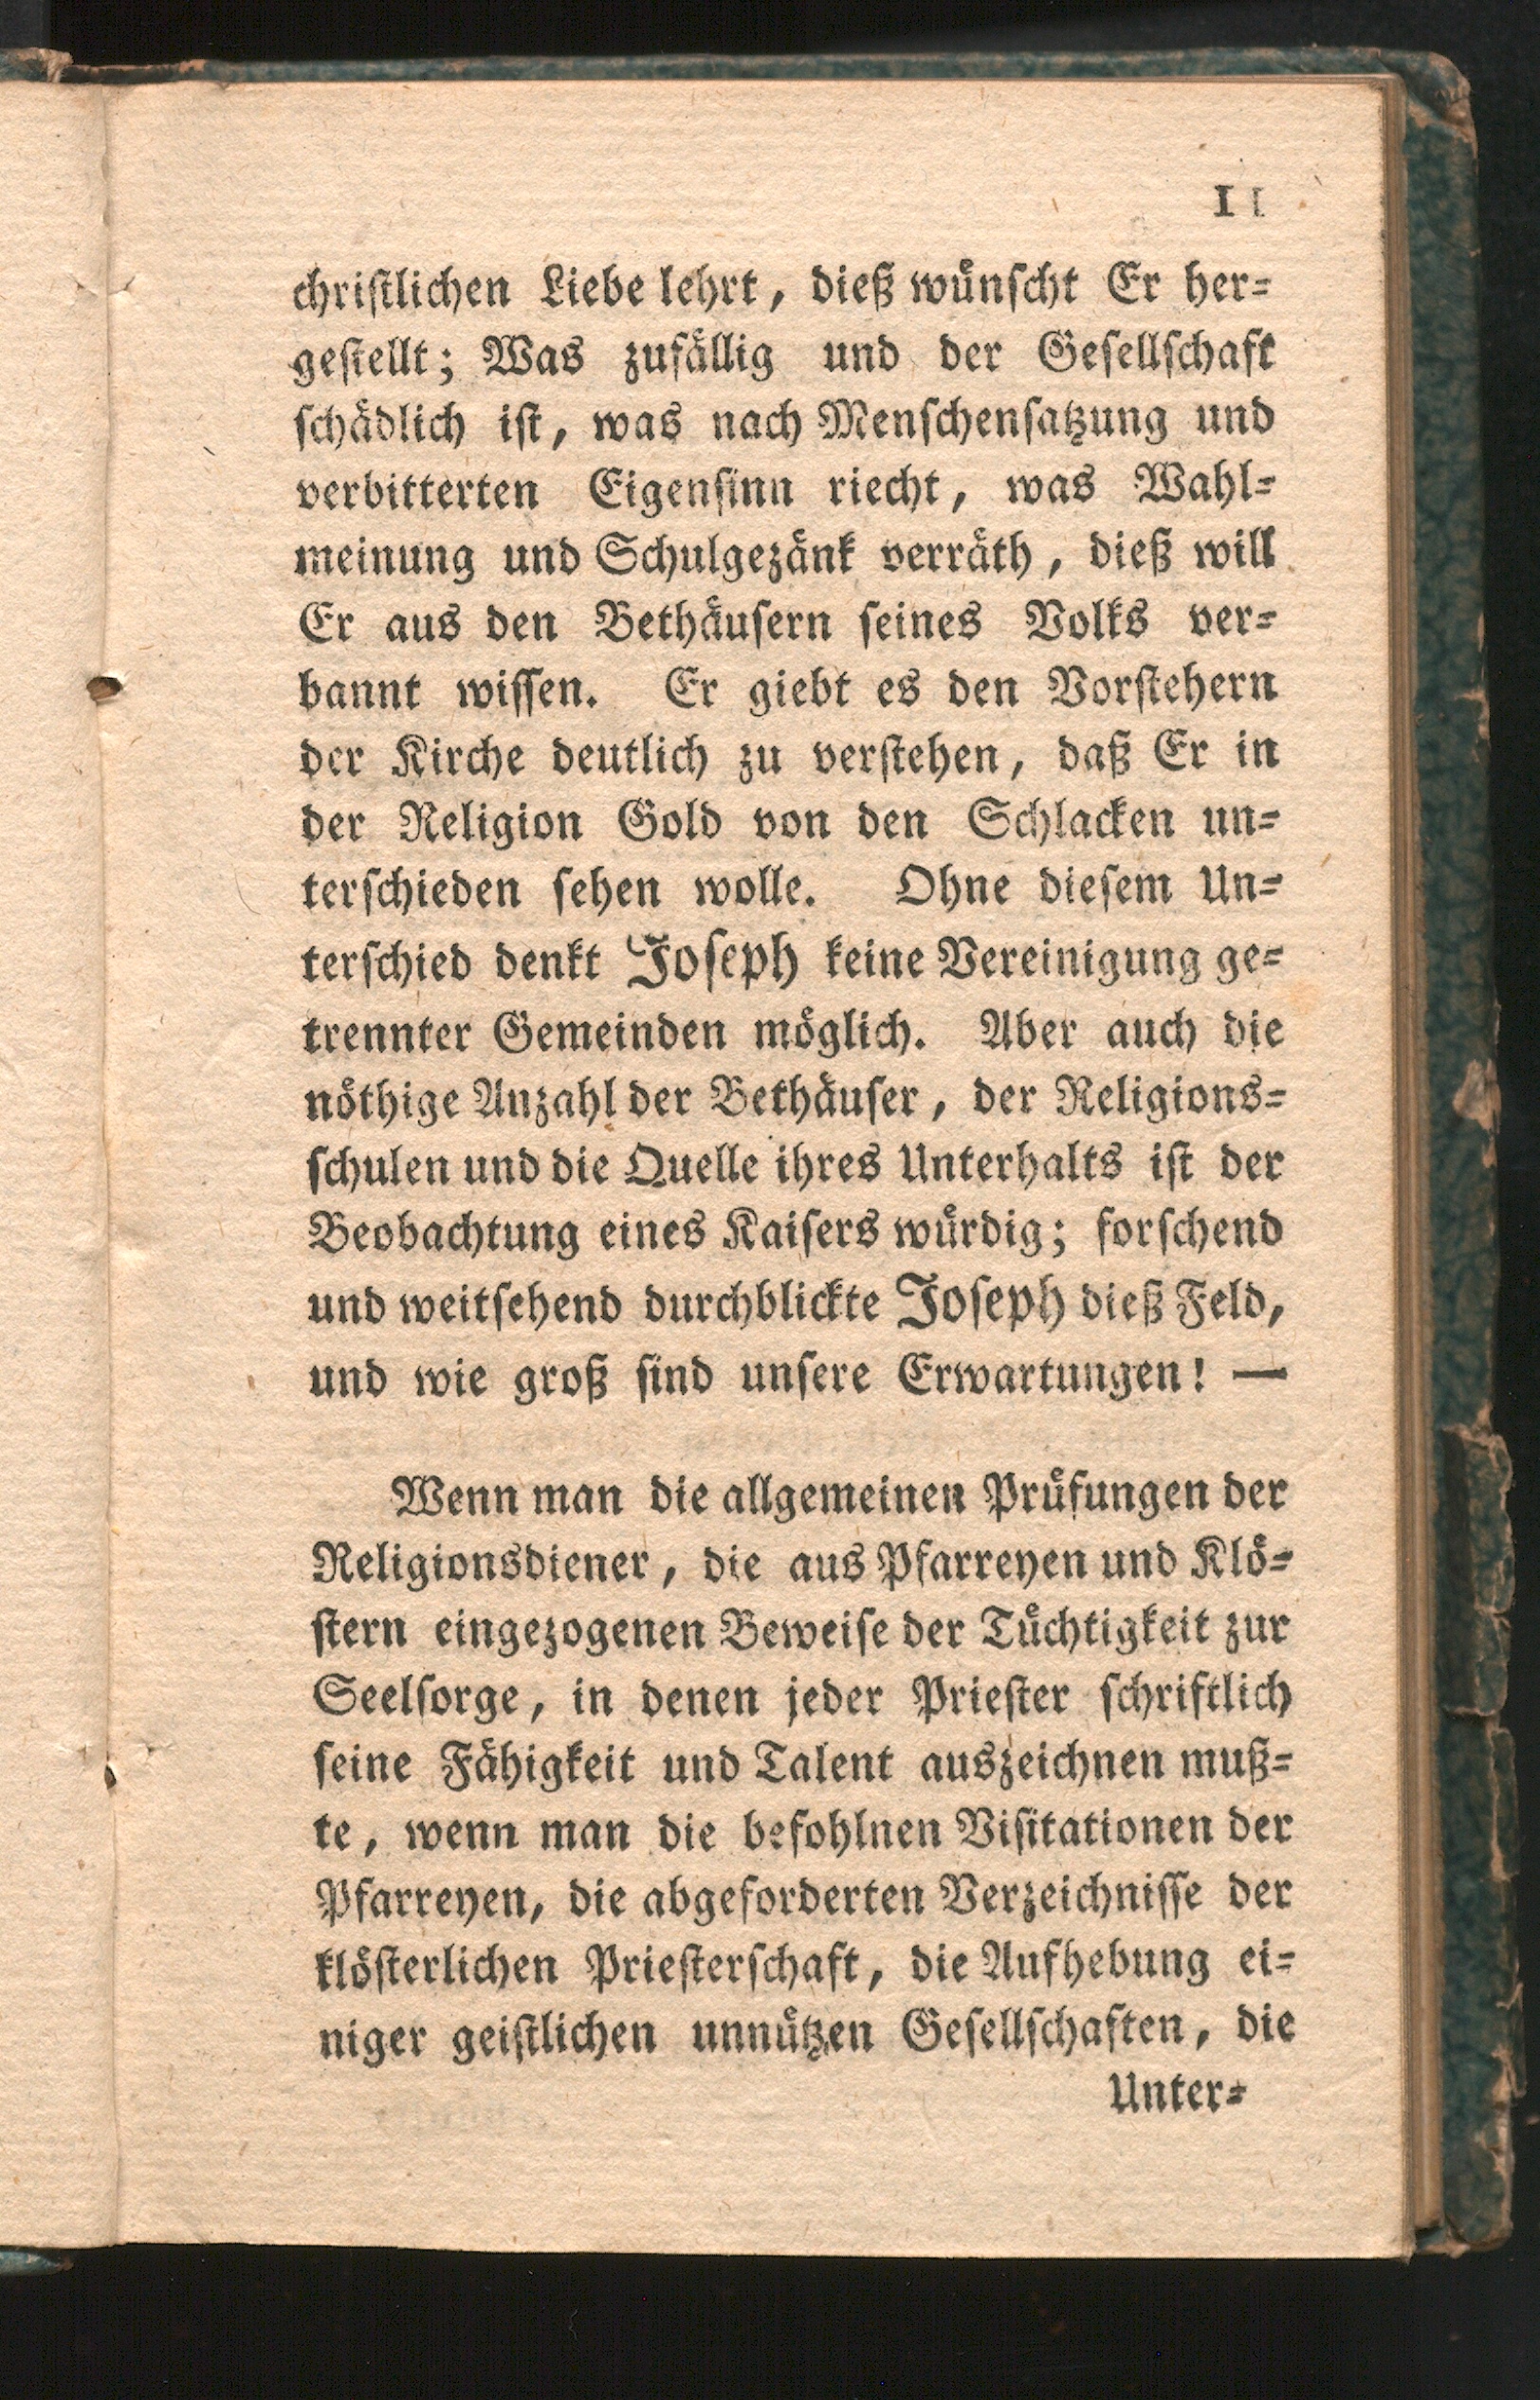 11
christlichen Liebe lehrt, dieß wünscht Er her-
gestellt; Was zufällig und der Gesellschaft
schädlich ist, was nach Menschensatzung und
verbitterten Eigensinn riecht, was Wahl-
meinung und Schulgezänk verräth, dieß will
Er aus den Bethäusern seines Volks ver-
bannt wissen. Er giebt es den Vorstehern
der Kirche deutlich zu verstehen, daß Er in
der Religion Gold von den Schlacken un-
terschieden sehen wolle. Ohne diesem Un-
terschied denkt Joseph keine Vereinigung ge-
trennter Gemeinden möglich. Aber auch die
nöthige Anzahl der Bethäuser, der Religions-
schulen und die Quelle ihres Unterhalts ist der
Beobachtung eines Kaisers würdig; forschend
und weitsehend durchblickte Joseph dieß Feld,
und wie groß sind unsere Erwartungen! —
Wenn man die allgemeinen Prüfungen der
Religionsdiener, die aus Pfarreyen und Klö-
stern eingezogenen Beweise der Tüchtigkeit zur
Seelsorge, in denen jeder Priester schriftlich
seine Fähigkeit und Talent auszeichnen muß-
te, wenn man die befohlnen Visitationen der
Pfarreyen, die abgeforderten Verzeichnisse der
klösterlichen Priesterschaft, die Aufhebung ei-
niger geistlichen unnützen Gesellschaften, die
Unter-